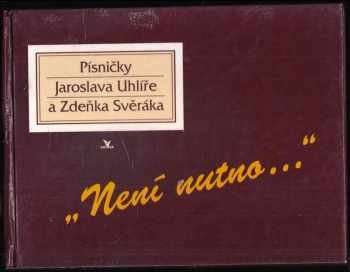 Písničky
Jaroslava Uhlíře
a Zdeňka Svěráka
„Není nutno...“